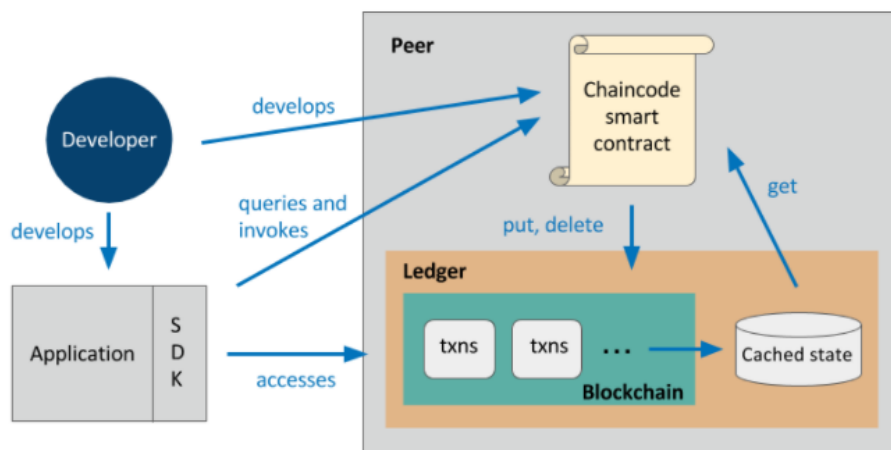 Peer
Chaincode
smart
contract
develops
Developer
queries and
invokes
get
develops
put, delete
Ledger
Application
S
D
K
txns
txns
...
Cached state
accesses
Blockchain